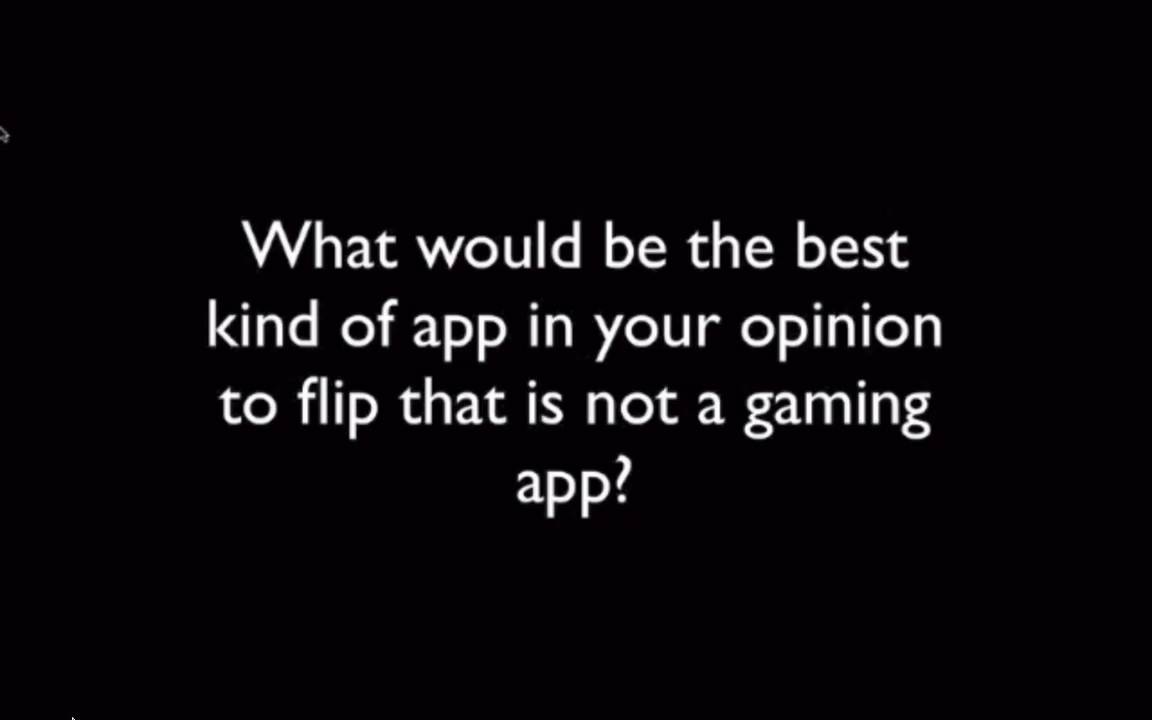 What would be the best
kind of app in your opinion
to flip that is not a gaming
app?